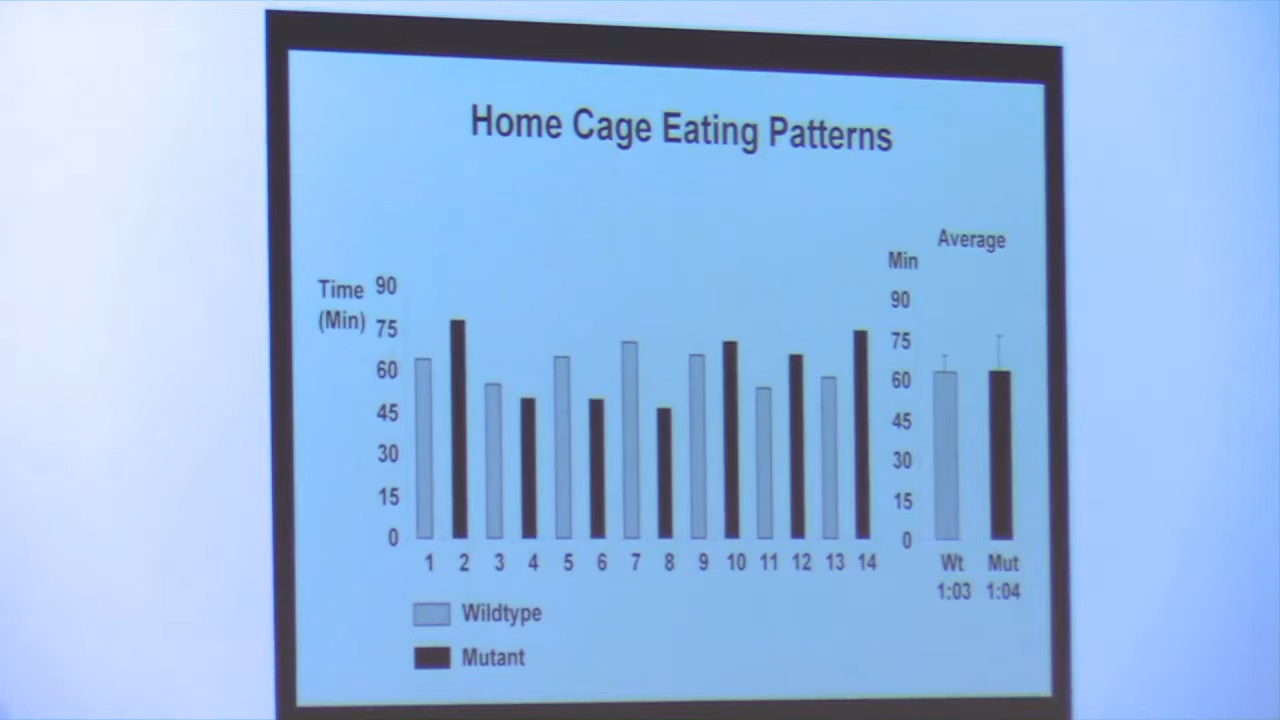 Home Cage Eating Patterns
Time
(Min)
90
75
60
45
30
15
0
1 2 3 4 5 6 7 8 9 10 11 12 13 14
Wildtype
Mutant
Average
Min
90
75
60
45
30
15
0
Wt Mut
1:03 1:04